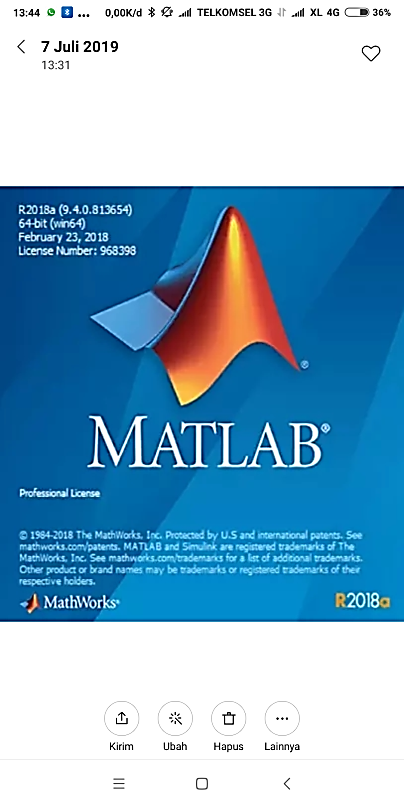 13:44 ... 0,00K/d TELKOMSEL 3G XL 4G 36%
7 Juli 2019
13:31
R2018a (9.4.0.813654)
64-bit (win64)
February 23, 2018
License Number: 968398
MATLAB®
Professional License
© 1984-2018 The MathWorks, Inc. Protected by U.S and international patents. See
mathworks.com/patents. MATLAB and Simulink are registered trademarks of The
MathWorks, Inc. See mathworks.com/trademarks for a list of additional trademarks.
Other product or brand names may be trademarks or registered trademarks of their
respective holders.
MathWorks® R2018a
Kirim Ubah Hapus Lainnya